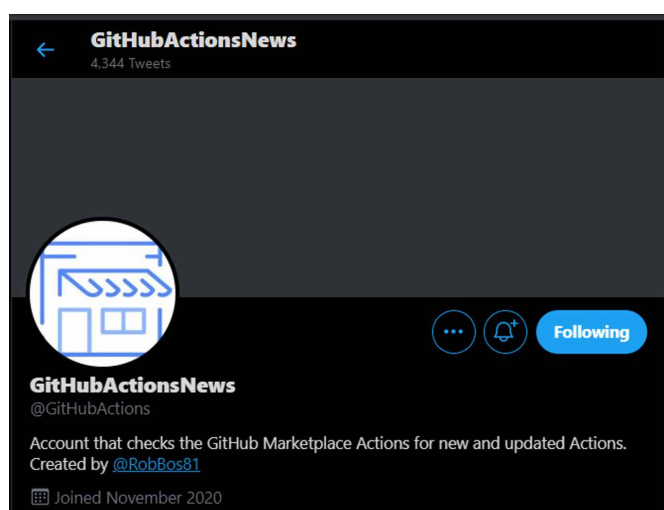 GitHubActionsNews
4,344 Tweets
Following
GitHubActionsNews
@GitHubActions
Account that checks the GitHub Marketplace Actions for new and updated Actions.
Created by @RobBos81
Joined November 2020